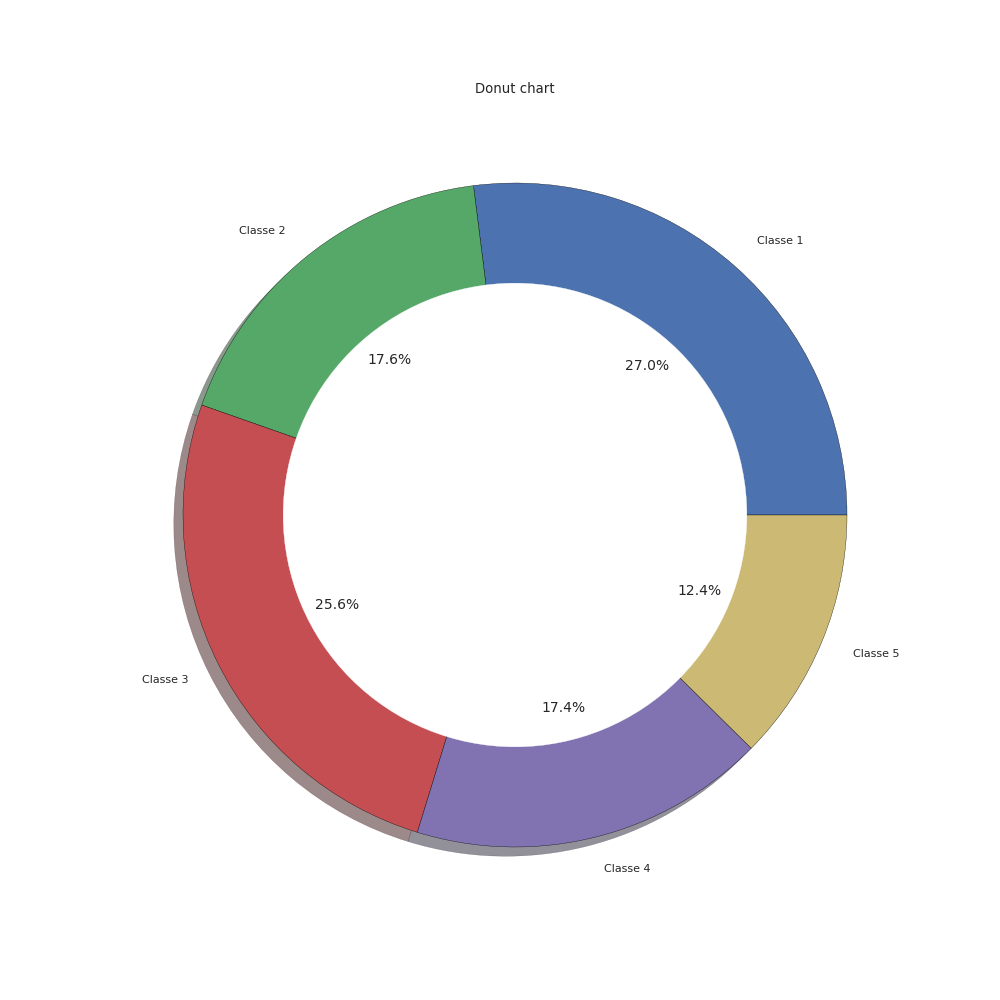 Donut chart
Classe 2
Classe 1
17.6%
27.0%
25.6%
12.4%
Classe 5
Classe 3
17.4%
Classe 4